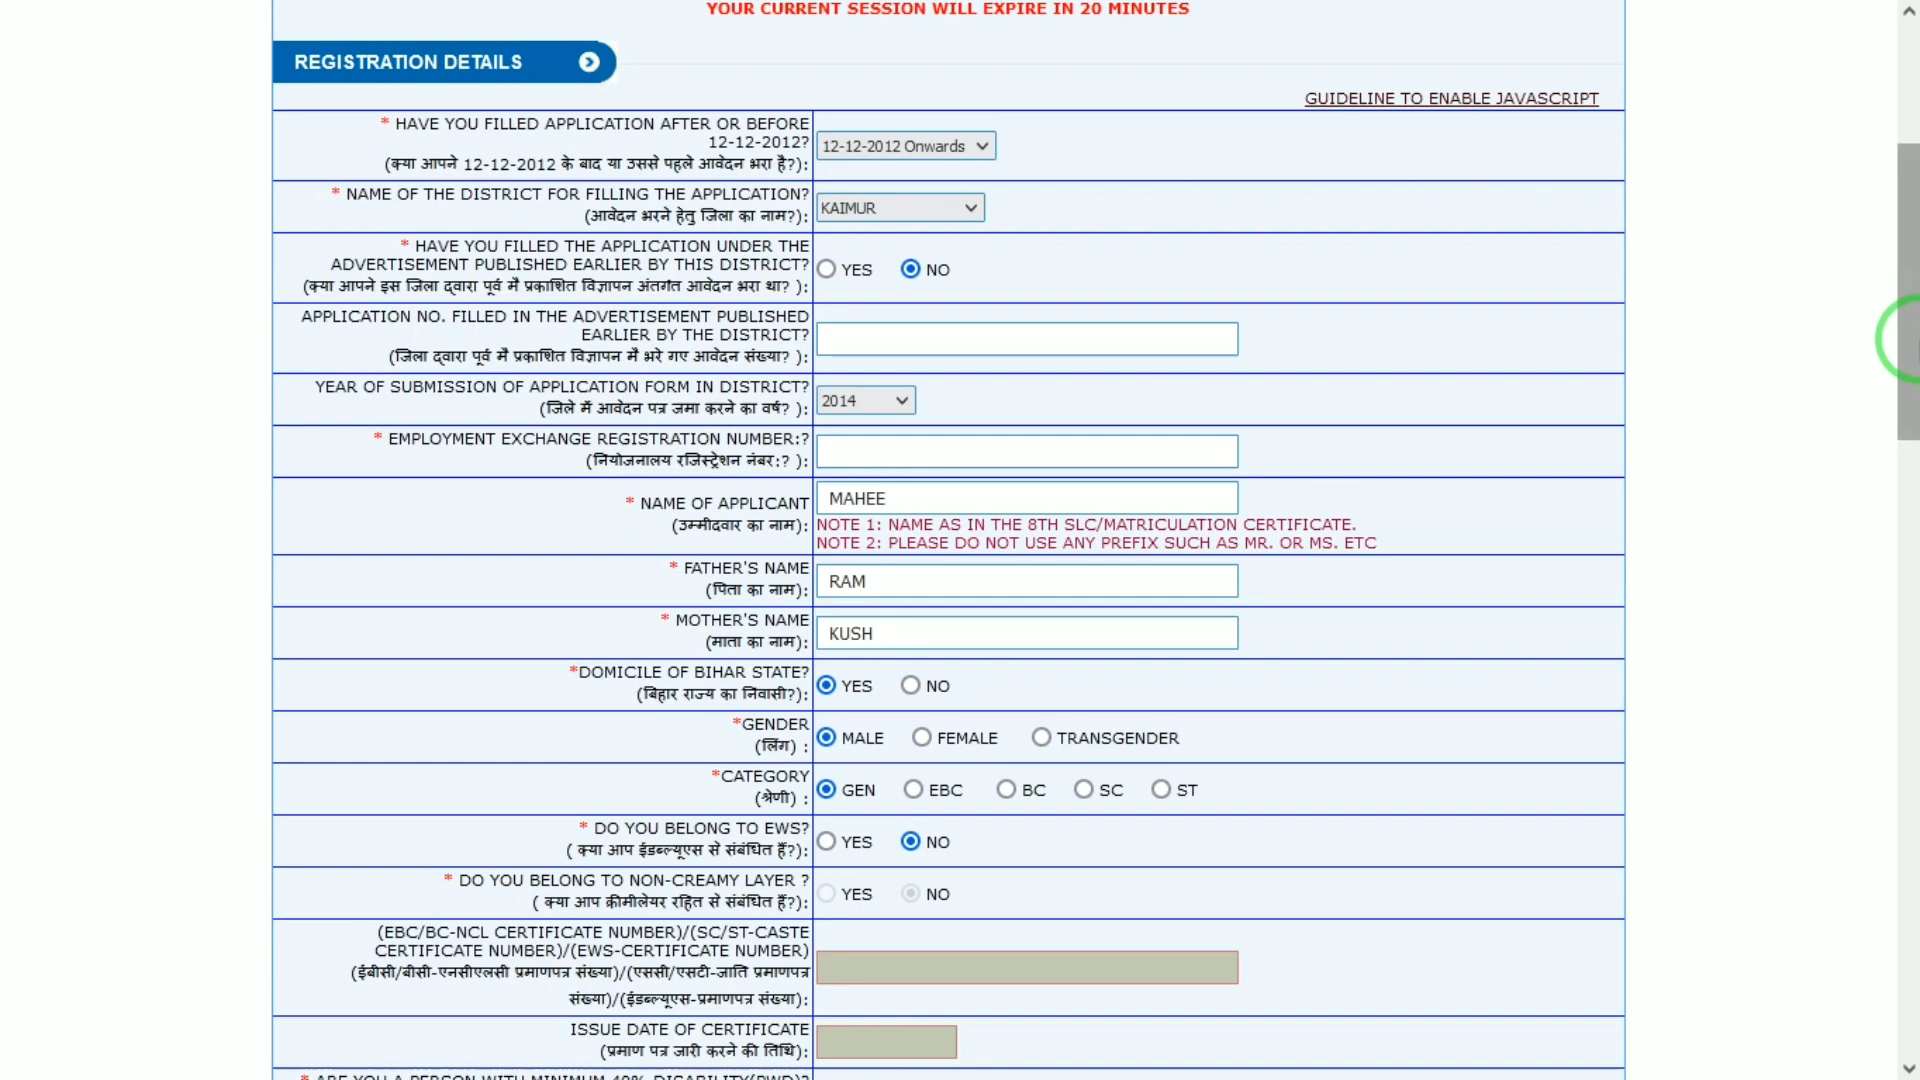 YOUR CURRENT SESSION WILL EXPIRE IN 20 MINUTES
REGISTRATION DETAILS
GUIDELINE TO ENABLE JAVASCRIPT
* HAVE YOU FILLED APPLICATION AFTER OR BEFORE
12-12-2012?
(क्या आपने 12-12-2012 के बाद या उससे पहले आवेदन भरा है?):
12-12-2012 Onwards
* NAME OF THE DISTRICT FOR FILLING THE APPLICATION?
(आवेदन भरने हेतु जिला का नाम?):
KAIMUR
* HAVE YOU FILLED THE APPLICATION UNDER THE
ADVERTISEMENT PUBLISHED EARLIER BY THIS DISTRICT?
(क्या आपने इस जिला द्वारा पूर्व मै प्रकाशित विज्ञापन अंतर्गत आवेदन भरा था? ):
YES NO
APPLICATION NO. FILLED IN THE ADVERTISEMENT PUBLISHED
EARLIER BY THE DISTRICT?
(जिला द्वारा पूर्व मै प्रकाशित विज्ञापन मै भरे गए आवेदन संख्या? ):
YEAR OF SUBMISSION OF APPLICATION FORM IN DISTRICT?
(जिले में आवेदन पत्र जमा करने का वर्ष? ):
2014
* EMPLOYMENT EXCHANGE REGISTRATION NUMBER:?
(नियोजनालय रजिस्ट्रेशन नंबर:? ):
* NAME OF APPLICANT
(उम्मीदवार का नाम):
MAHEE
NOTE 1: NAME AS IN THE 8TH SLC/MATRICULATION CERTIFICATE.
NOTE 2: PLEASE DO NOT USE ANY PREFIX SUCH AS MR. OR MS. ETC
* FATHER'S NAME
(पिता का नाम):
RAM
* MOTHER'S NAME
(माता का नाम):
KUSH
*DOMICILE OF BIHAR STATE?
(बिहार राज्य का निवासी?):
YES NO
*GENDER
(लिंग) :
MALE FEMALE TRANSGENDER
*CATEGORY
(श्रेणी) :
GEN EBC BC SC ST
* DO YOU BELONG TO EWS?
( क्या आप ईडब्ल्यूएस से संबंधित हैं?):
YES NO
* DO YOU BELONG TO NON-CREAMY LAYER ?
( क्या आप क्रीमीलेयर रहित से संबंधित हैं?):
YES NO
(EBC/BC-NCL CERTIFICATE NUMBER)/(SC/ST-CASTE
CERTIFICATE NUMBER)/(EWS-CERTIFICATE NUMBER)
(ईबीसी/बीसी-एनसीएलसी प्रमाणपत्र संख्या)/(एससी/एसटी-जाति प्रमाणपत्र
संख्या)/(ईडब्ल्यूएस-प्रमाणपत्र संख्या):
ISSUE DATE OF CERTIFICATE
(प्रमाण पत्र जारी करने की तिथि):
* ARE YOU A PERSON WITH MINIMUM 40% DISABILITY(PWD)?